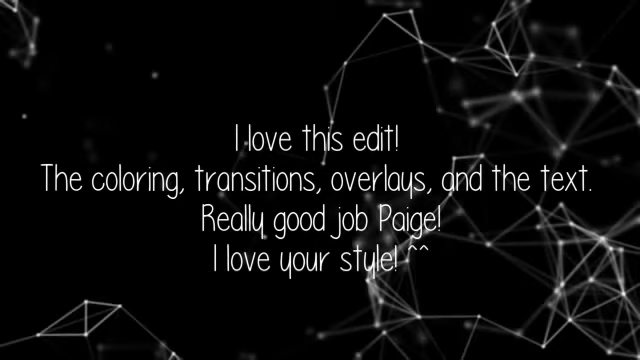 I love this edit!
The coloring, transitions, overlays, and the text.
Really good job Paige!
I love your style! ^^